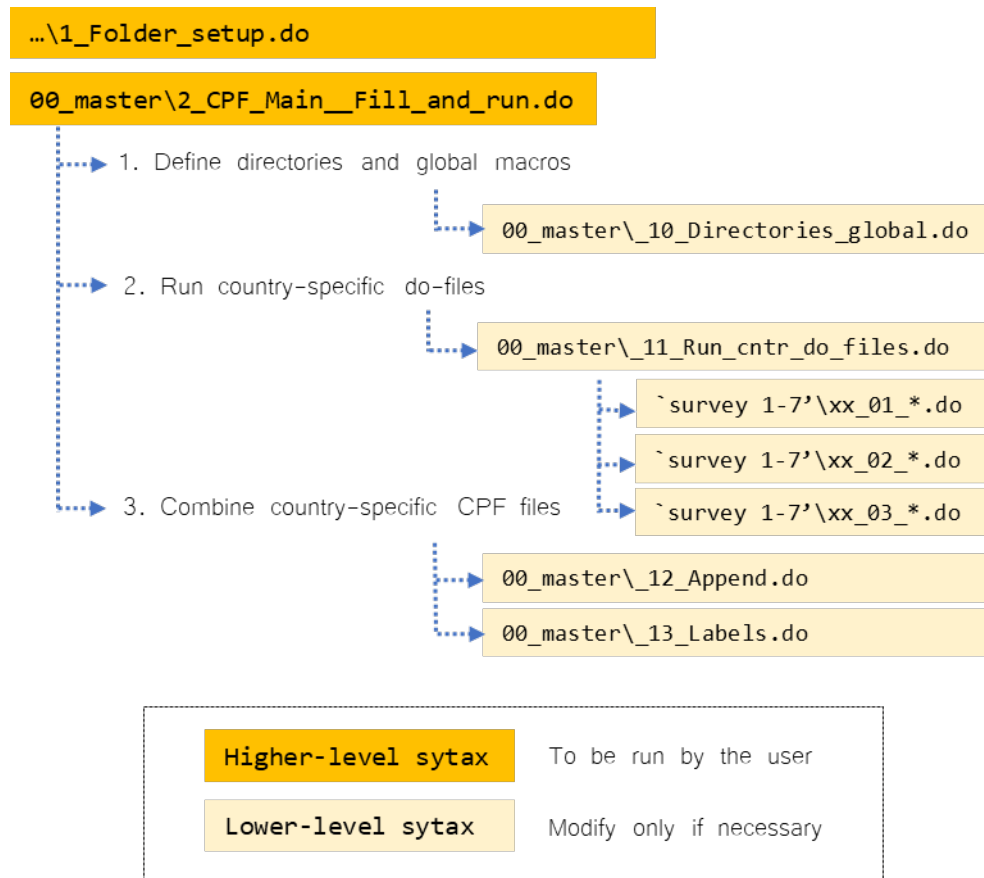 …\1_Folder_setup.do
00_master\2_CPF_Main__Fill_and_run.do
1. Define directories and global macros
00_master\_10_Directories_global.do
2. Run country-specific do-files
00_master\_11_Run_cntr_do_files.do
`survey 1-7’\xx_01_*.do
`survey 1-7’\xx_02_*.do
3. Combine country-specific CPF files
`survey 1-7’\xx_03_*.do
00_master\_12_Append.do
00_master\_13_Labels.do
Higher-level sytax To be run by the user
Lower-level sytax Modify only if necessary